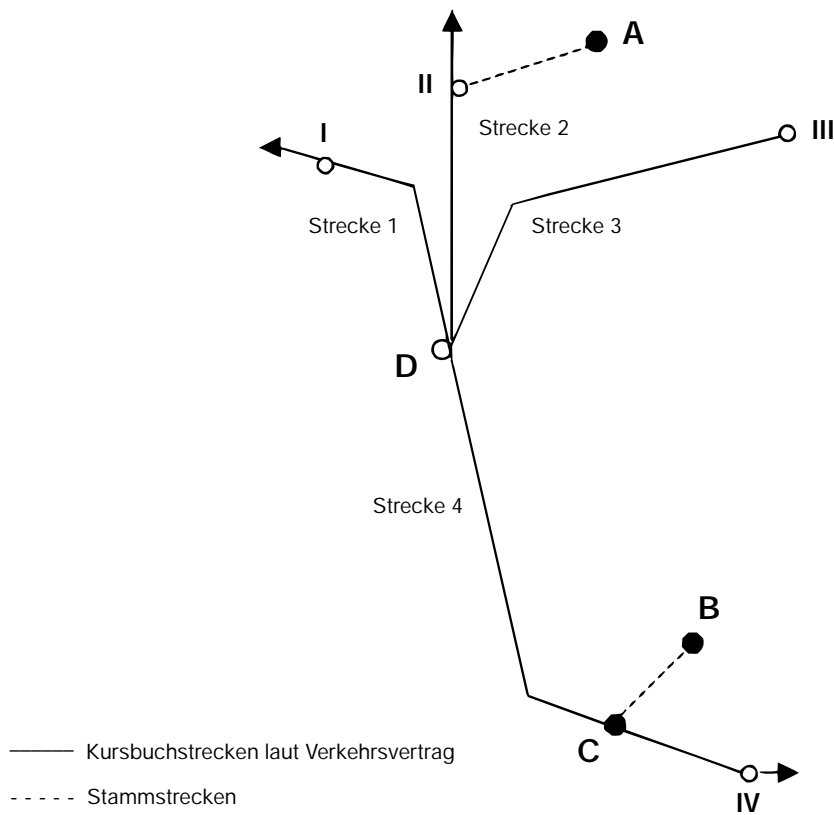 A
II
Strecke 2
I
III
Strecke 1
Strecke 3
D
Strecke 4
B
C
Kursbuchstrecken laut Verkehrsvertrag
Stammstrecken
IV